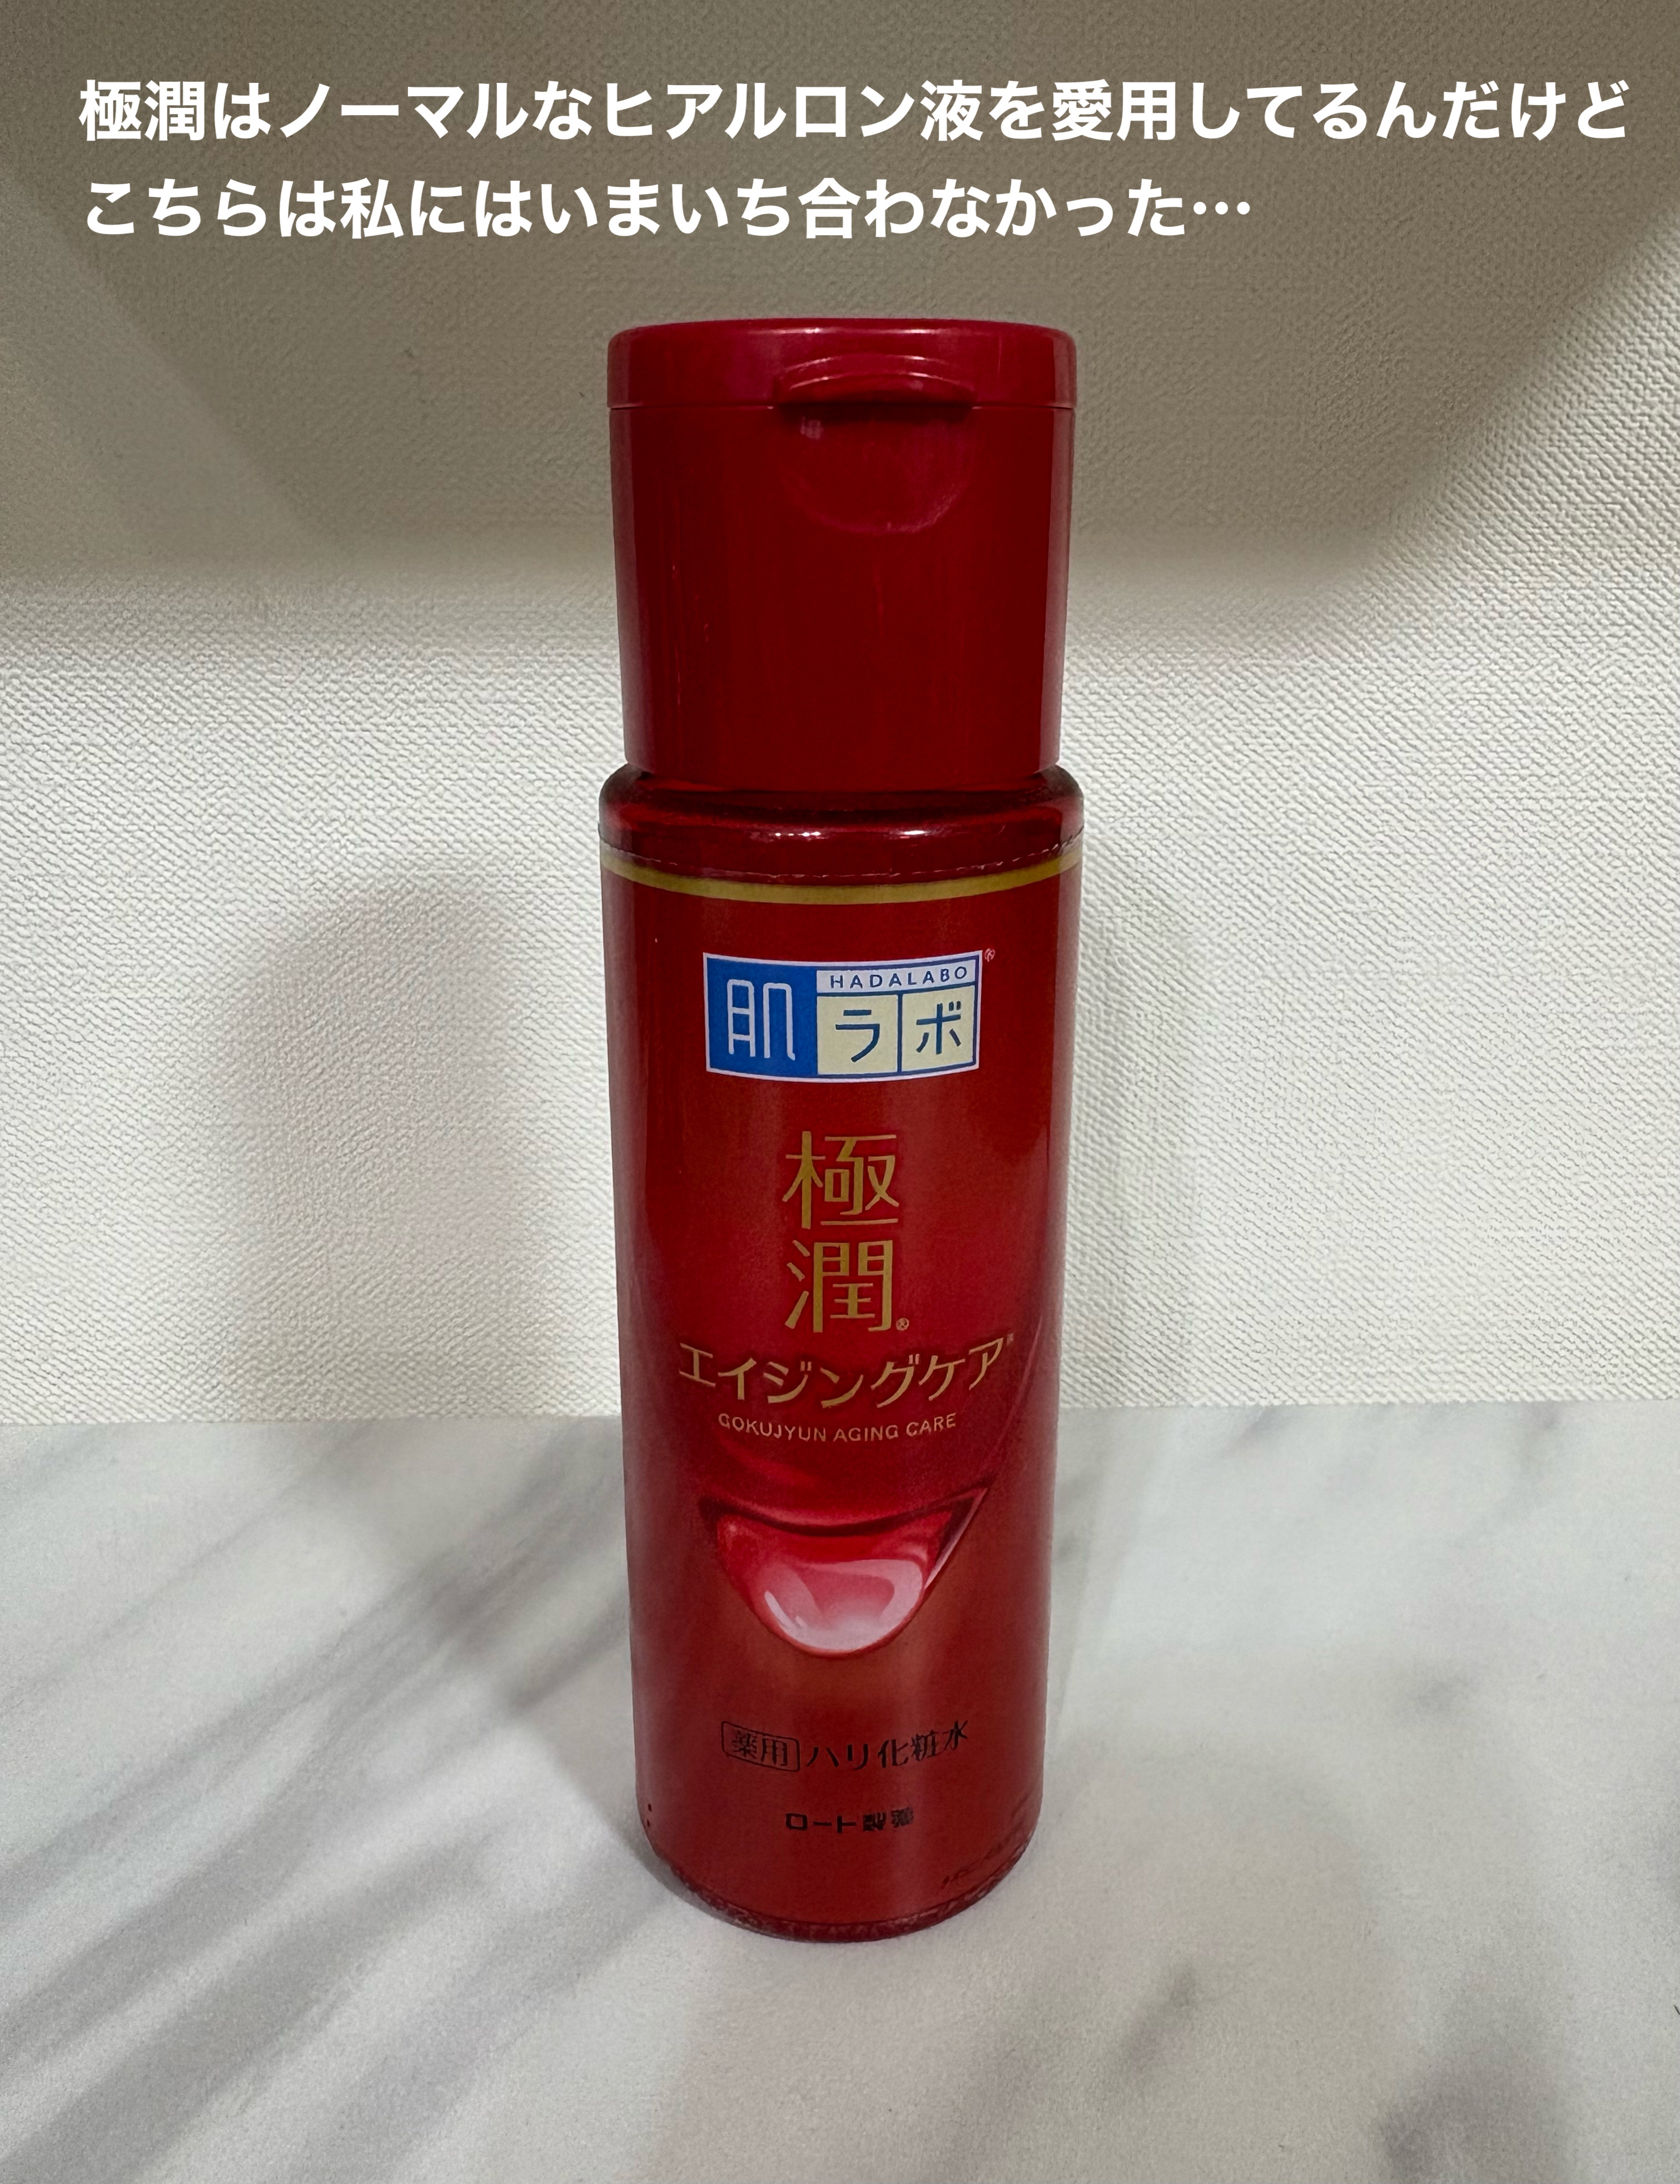 極潤はノーマルなヒアルロン液を愛用してるんだけど
こちらは私にはいまいち合わなかった…
肌ラボ®
HADALABO
極
潤®
エイジングケア
GOKUJYUN AGING CARE
薬用 ハリ化粧水
ロート製薬